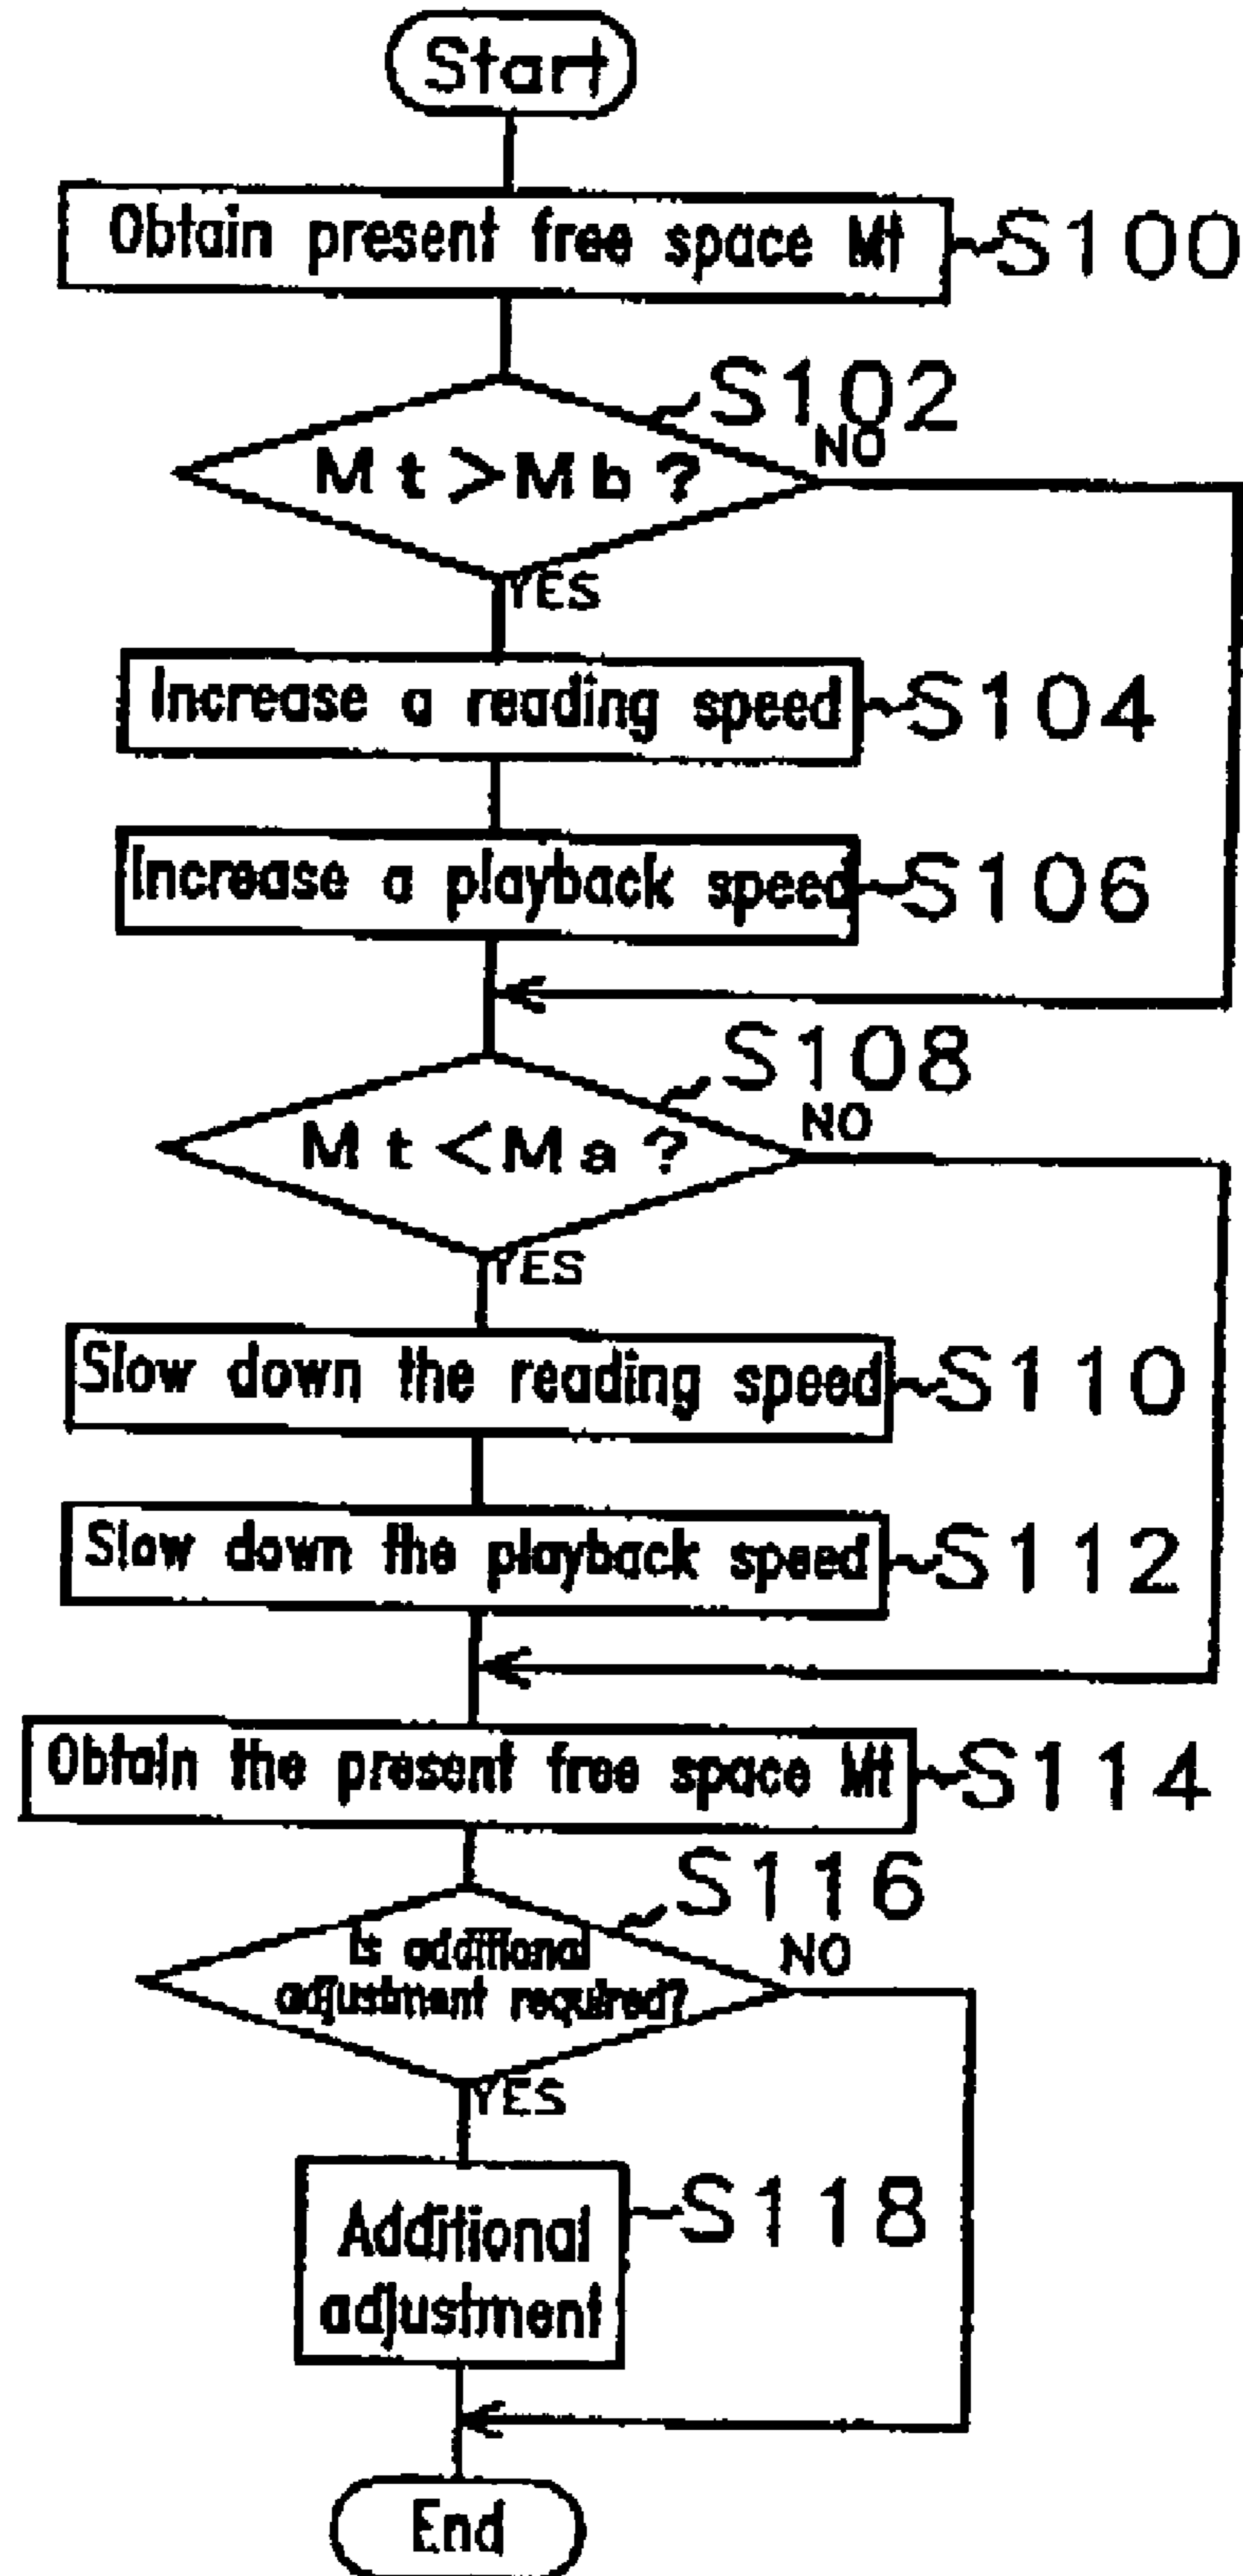 Start
Obtain present free space Mt
S100
S102
Mt>Mb?
NO
YES
Increase a reading speed
S104
Increase a playback speed
S106
S108
Mt<Ma?
NO
YES
Slow down the reading speed
S110
Slow down the playback speed
S112
Obtain the present free space Mt
S114
S116
Is additional
adjustment required?
NO
YES
Additional
adjustment
S118
End